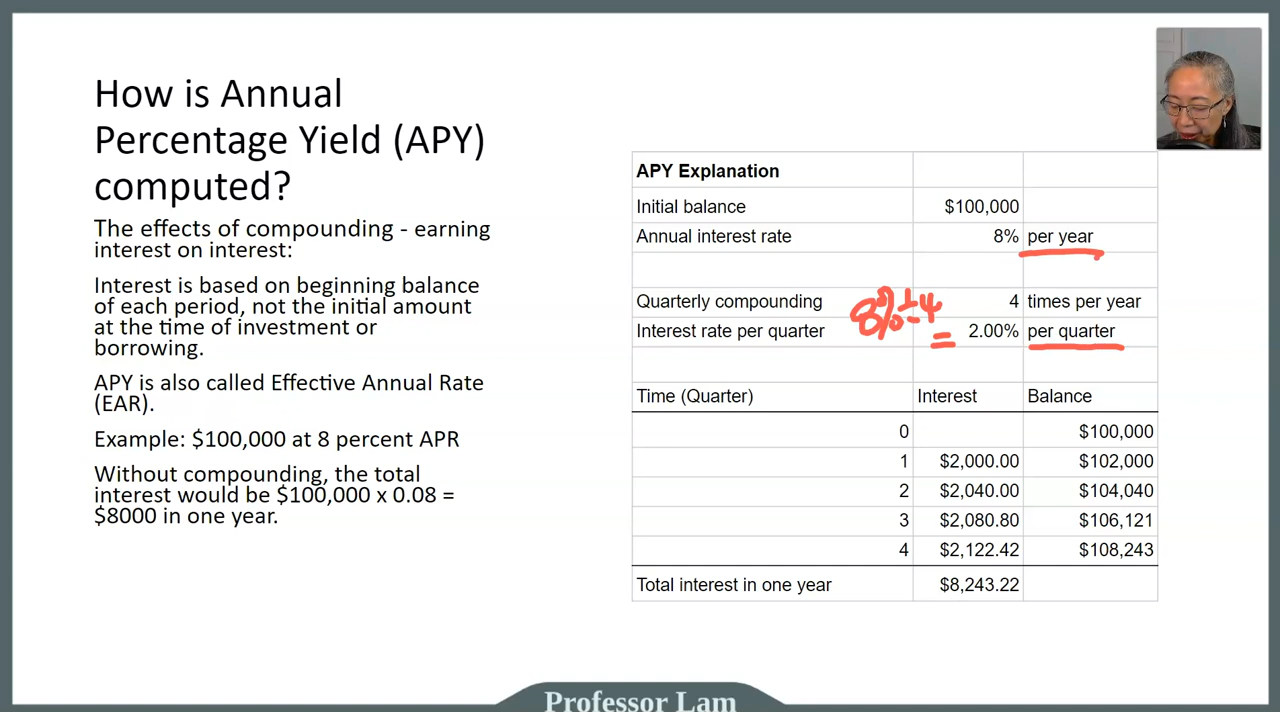 How is Annual
Percentage Yield (APY)
computed?
The effects of compounding - earning
interest on interest:
Interest is based on beginning balance
of each period, not the initial amount
at the time of investment or
borrowing.
APY is also called Effective Annual Rate
(EAR).
Example: $100,000 at 8 percent APR
Without compounding, the total
interest would be $100,000 x 0.08 =
$8000 in one year.
APY Explanation
Initial balance $100,000
Annual interest rate 8% per year
Quarterly compounding 4 times per year
8%÷4
Interest rate per quarter = 2.00% per quarter
Time (Quarter) Interest Balance
0 $100,000
1 $2,000.00 $102,000
2 $2,040.00 $104,040
3 $2,080.80 $106,121
4 $2,122.42 $108,243
Total interest in one year $8,243.22
Professor Lam